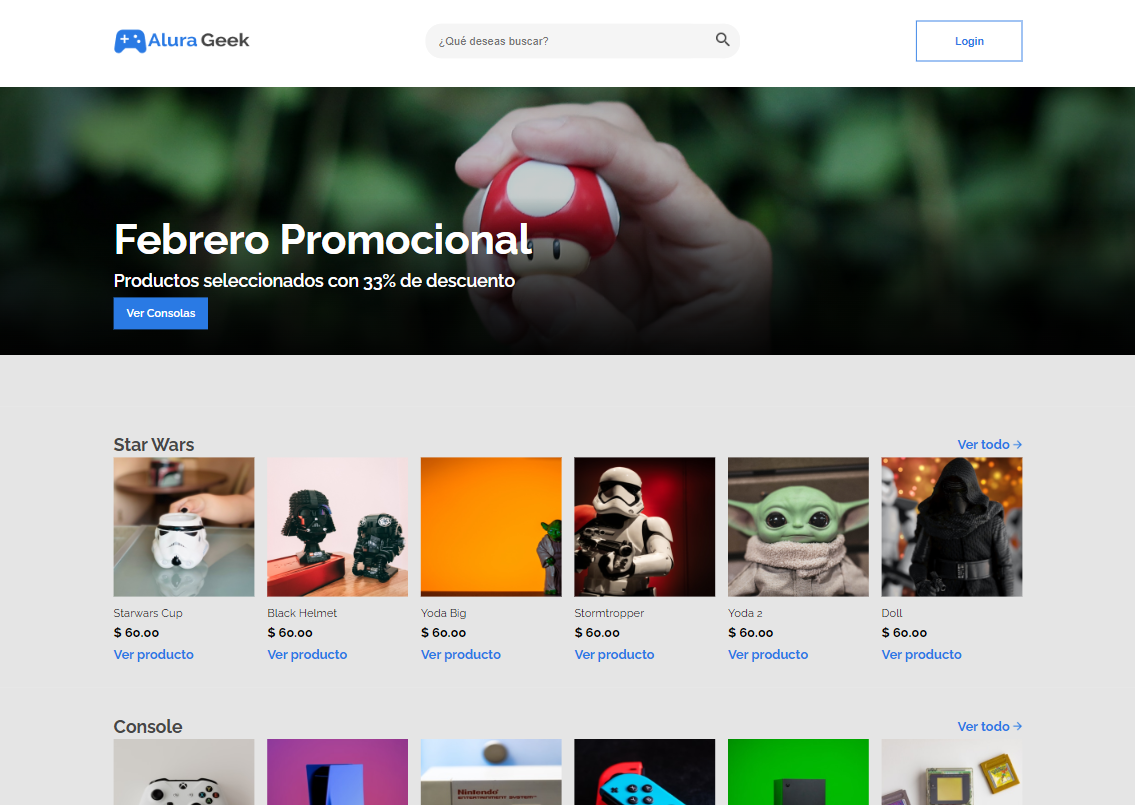 Alura Geek
¿Qué deseas buscar?
Login
Febrero Promocional
Productos seleccionados con 33% de descuento
Ver Consolas
Star Wars
Ver todo →
Starwars Cup
$ 60.00
Ver producto
Black Helmet
$ 60.00
Ver producto
Yoda Big
$ 60.00
Ver producto
Stormtropper
$ 60.00
Ver producto
Yoda 2
$ 60.00
Ver producto
Doll
$ 60.00
Ver producto
Console
Ver todo →
Nintendo